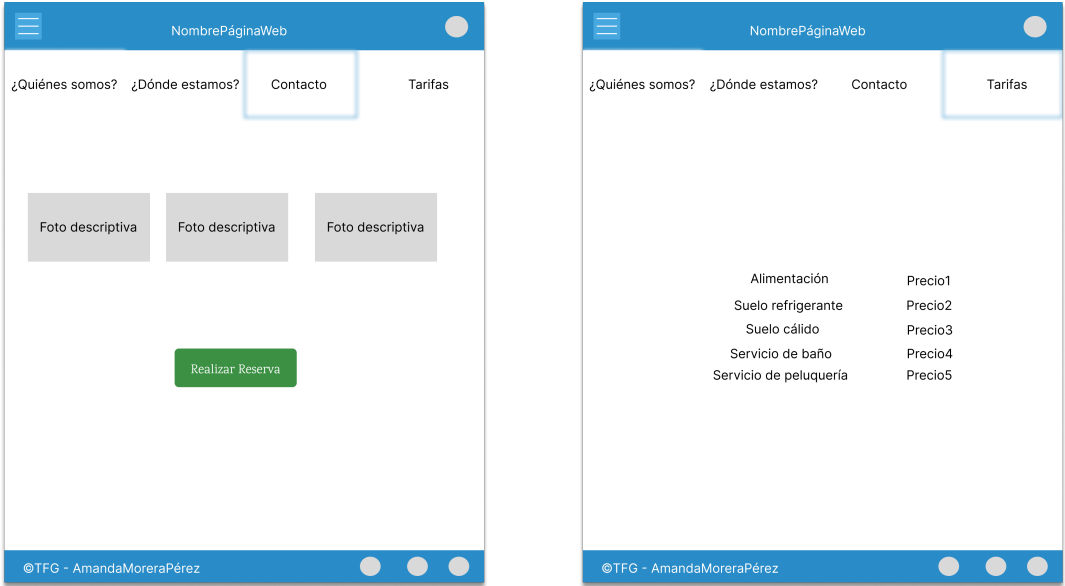 NombrePáginaWeb
¿Quiénes somos? ¿Dónde estamos? Contacto Tarifas
Foto descriptiva Foto descriptiva Foto descriptiva
Realizar Reserva
©TFG - AmandaMoreraPérez
NombrePáginaWeb
¿Quiénes somos? ¿Dónde estamos? Contacto Tarifas
Alimentación Precio1
Suelo refrigerante Precio2
Suelo cálido Precio3
Servicio de baño Precio4
Servicio de peluquería Precio5
©TFG - AmandaMoreraPérez